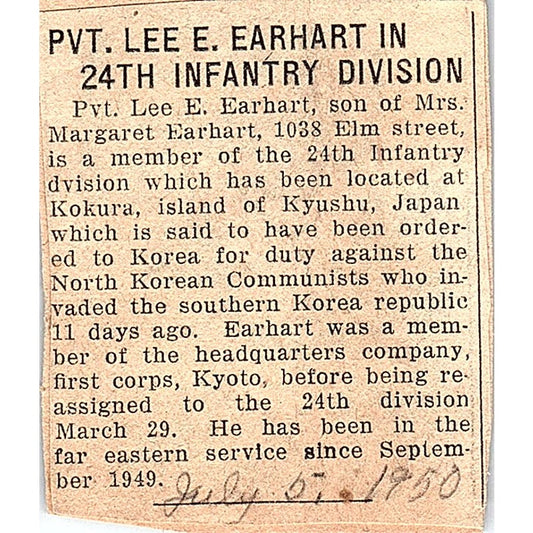 PVT. LEE E. EARHART IN
24TH INFANTRY DIVISION
Pvt. Lee E. Earhart, son of Mrs.
Margaret Earhart, 1038 Elm street,
is a member of the 24th Infantry
dvision which has been located at
Kokura, island of Kyushu, Japan
which is said to have been order-
ed to Korea for duty against the
North Korean Communists who in-
vaded the southern Korea republic
11 days ago. Earhart was a mem-
ber of the headquarters company,
first corps, Kyoto, before being re-
assigned to the 24th division
March 29. He has been in the
far eastern service since Septem-
ber 1949.
July 5, 1950